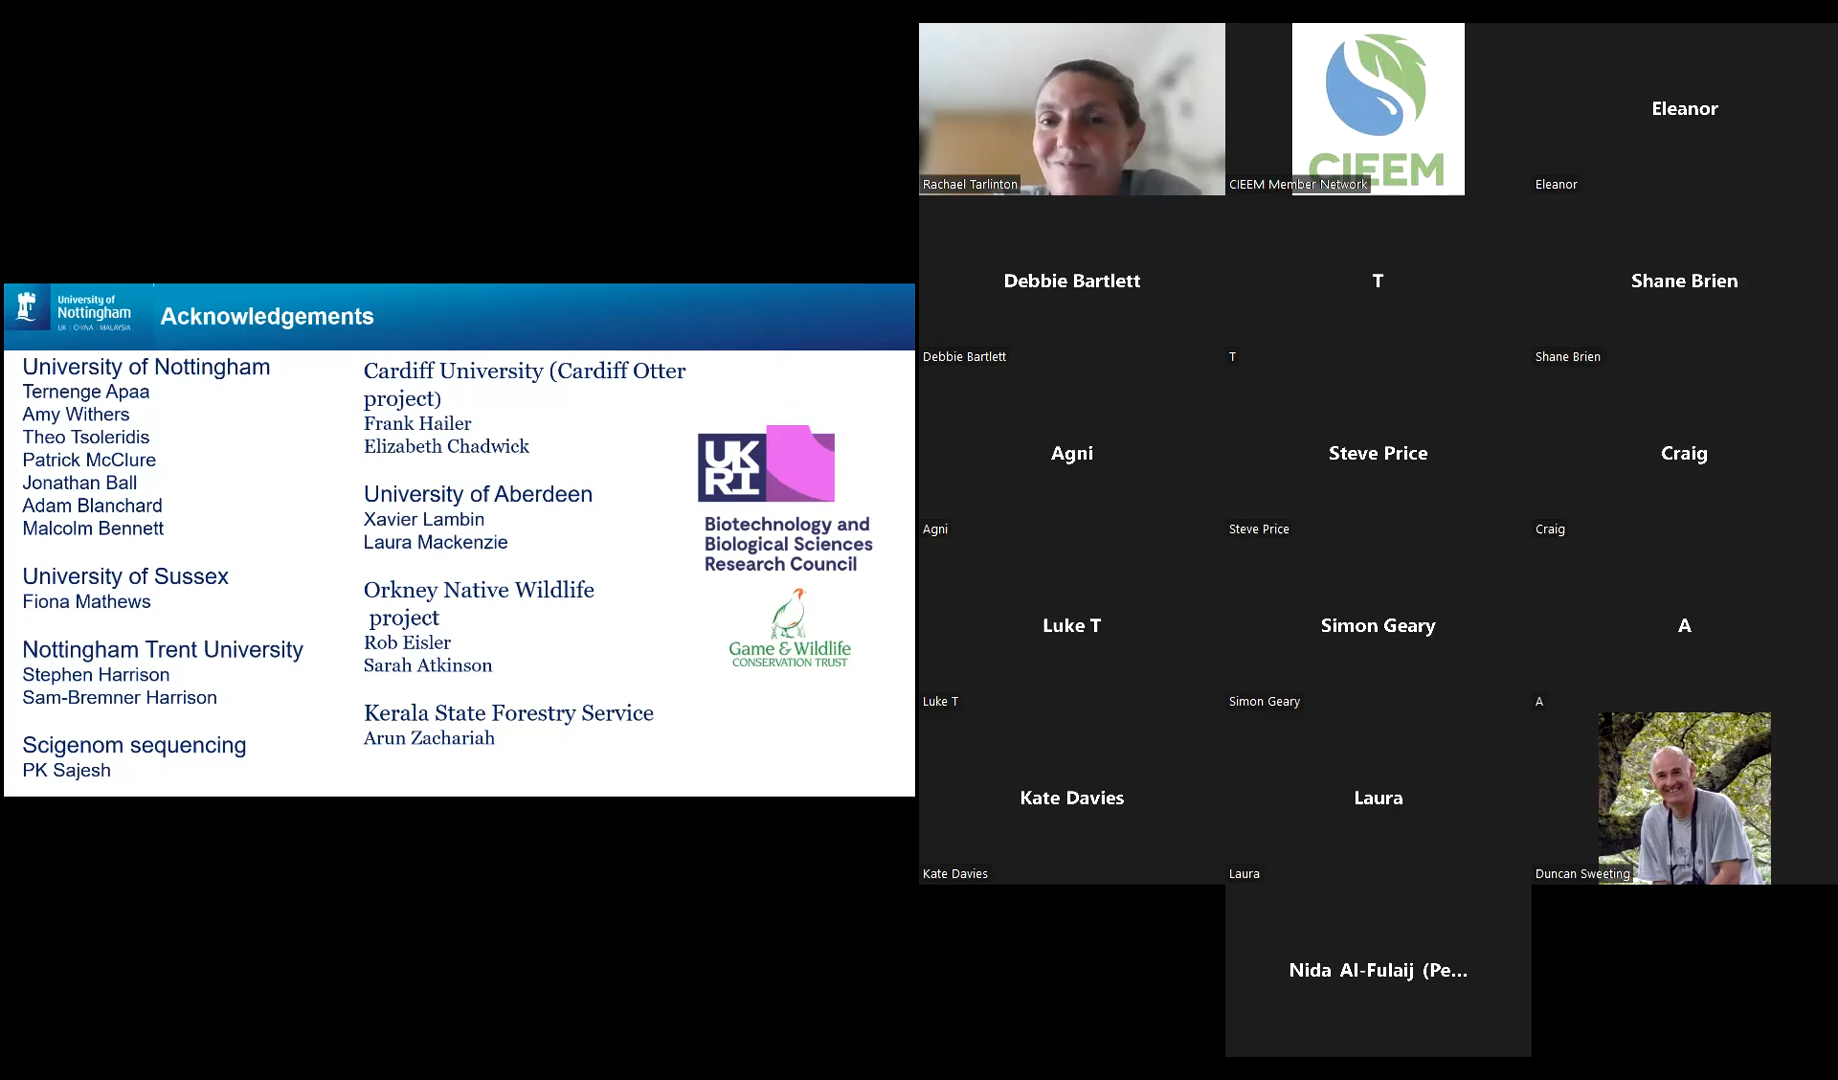 University of
Nottingham
UK | CHINA | MALAYSIA
Acknowledgements
University of Nottingham
Ternenge Apaa
Amy Withers
Theo Tsoleridis
Patrick McClure
Jonathan Ball
Adam Blanchard
Malcolm Bennett
University of Sussex
Fiona Mathews
Nottingham Trent University
Stephen Harrison
Sam-Bremner Harrison
Scigenom sequencing
PK Sajesh
Cardiff University (Cardiff Otter
project)
Frank Hailer
Elizabeth Chadwick
University of Aberdeen
Xavier Lambin
Laura Mackenzie
Orkney Native Wildlife
project
Rob Eisler
Sarah Atkinson
Kerala State Forestry Service
Arun Zachariah
UK
RI
Biotechnology and
Biological Sciences
Research Council
Game & Wildlife
CONSERVATION TRUST
Rachael Tarlinton
CIEEM
CIEEM Member Network
Eleanor
Eleanor
Debbie Bartlett
Debbie Bartlett
T
T
Shane Brien
Shane Brien
Agni
Agni
Steve Price
Steve Price
Craig
Craig
Luke T
Luke T
Simon Geary
Simon Geary
A
A
Kate Davies
Kate Davies
Laura
Laura
Duncan Sweeting
Nida Al-Fulaij (Pe...